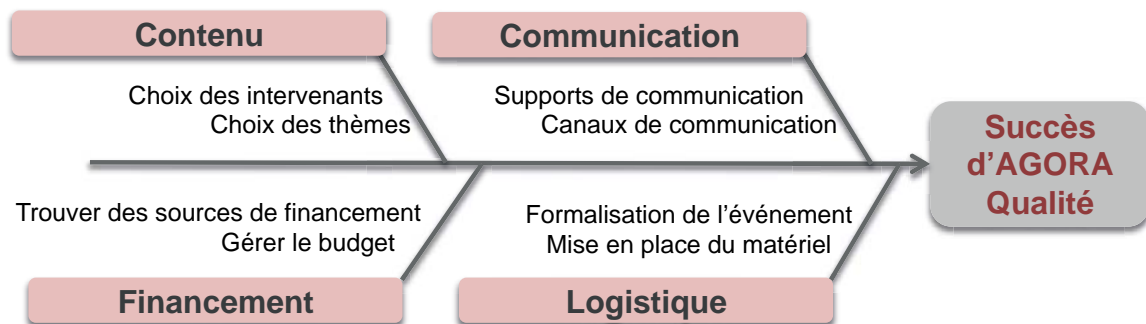 Contenu
Communication
Choix des intervenants
Choix des thèmes
Supports de communication
Canaux de communication
Succès
d’AGORA
Qualité
Trouver des sources de financement
Gérer le budget
Formalisation de l’événement
Mise en place du matériel
Financement
Logistique